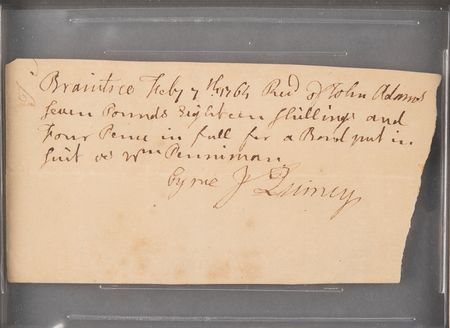 Braintree Feby 7th 1764 Recd of John Adams
Seven Pounds Eighteen Shillings and
Four Pence in full for a Bond put in
Suit vs Wm Penniman
by me J Quincy